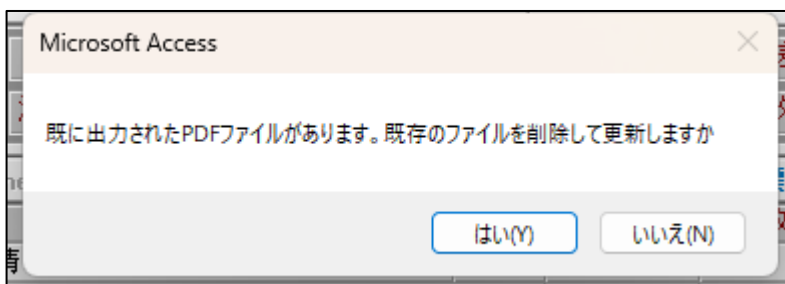 Microsoft Access
既に出力されたPDFファイルがあります。既存のファイルを削除して更新しますか
はい(Y)
いいえ(N)